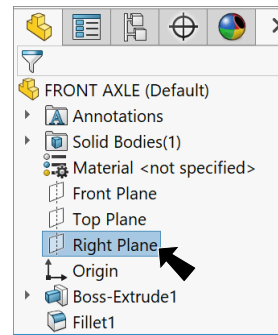 FRONT AXLE (Default)
Annotations
Solid Bodies(1)
Material <not specified>
Front Plane
Top Plane
Right Plane
Origin
Boss-Extrude1
Fillet1